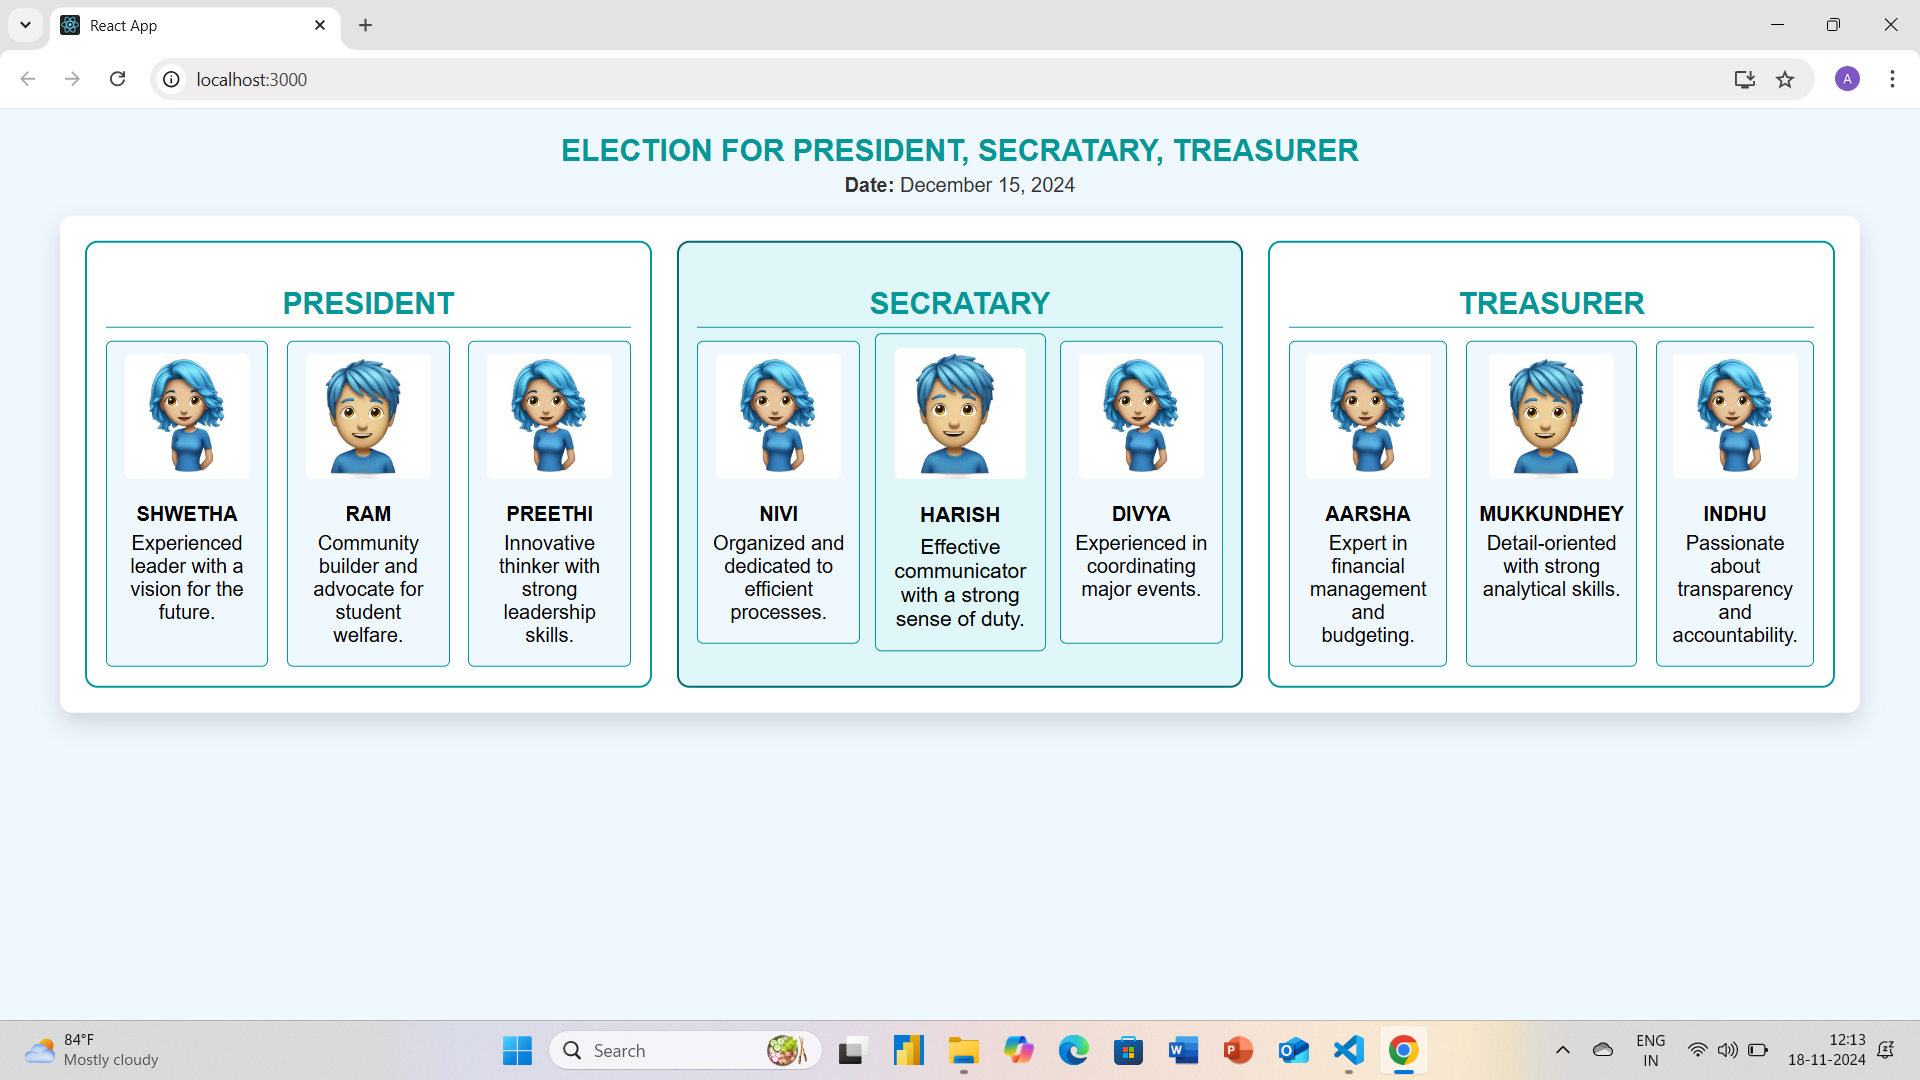 React App
localhost:3000
A
ELECTION FOR PRESIDENT, SECRATARY, TREASURER
Date: December 15, 2024
PRESIDENT
SHWETHA
Experienced
leader with a
vision for the
future.
RAM
Community
builder and
advocate for
student
welfare.
PREETHI
Innovative
thinker with
strong
leadership
skills.
SECRATARY
NIVI
Organized and
dedicated to
efficient
processes.
HARISH
Effective
communicator
with a strong
sense of duty.
DIVYA
Experienced in
coordinating
major events.
TREASURER
AARSHA
Expert in
financial
management
and
budgeting.
MUKKUNDHEY
Detail-oriented
with strong
analytical skills.
INDHU
Passionate
about
transparency
and
accountability.
84°F
Mostly cloudy
Search
ENG
IN
12:13
18-11-2024